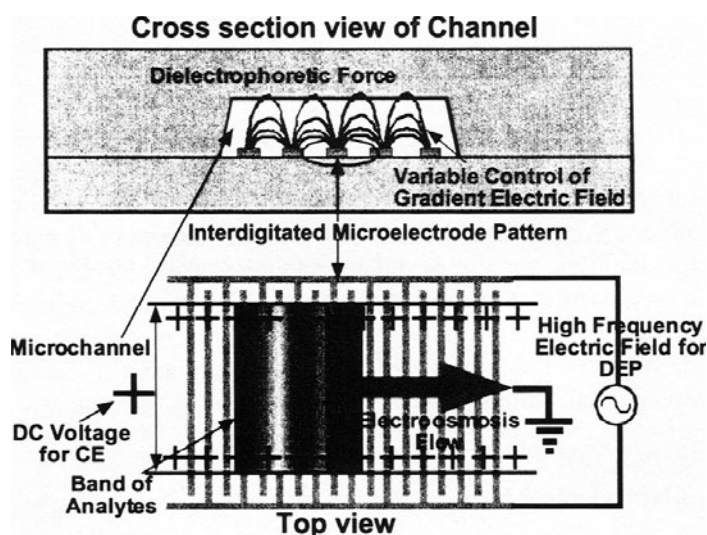 Cross section view of Channel
Dielectrophoretic Force
Variable Control of
Gradient Electric Field
Interdigitated Microelectrode Pattern
Microchannel
High Frequency
Electric Field for
DEP
DC Voltage
for CE
Electroosmosis
Flow
Band of
Analytes
Top view